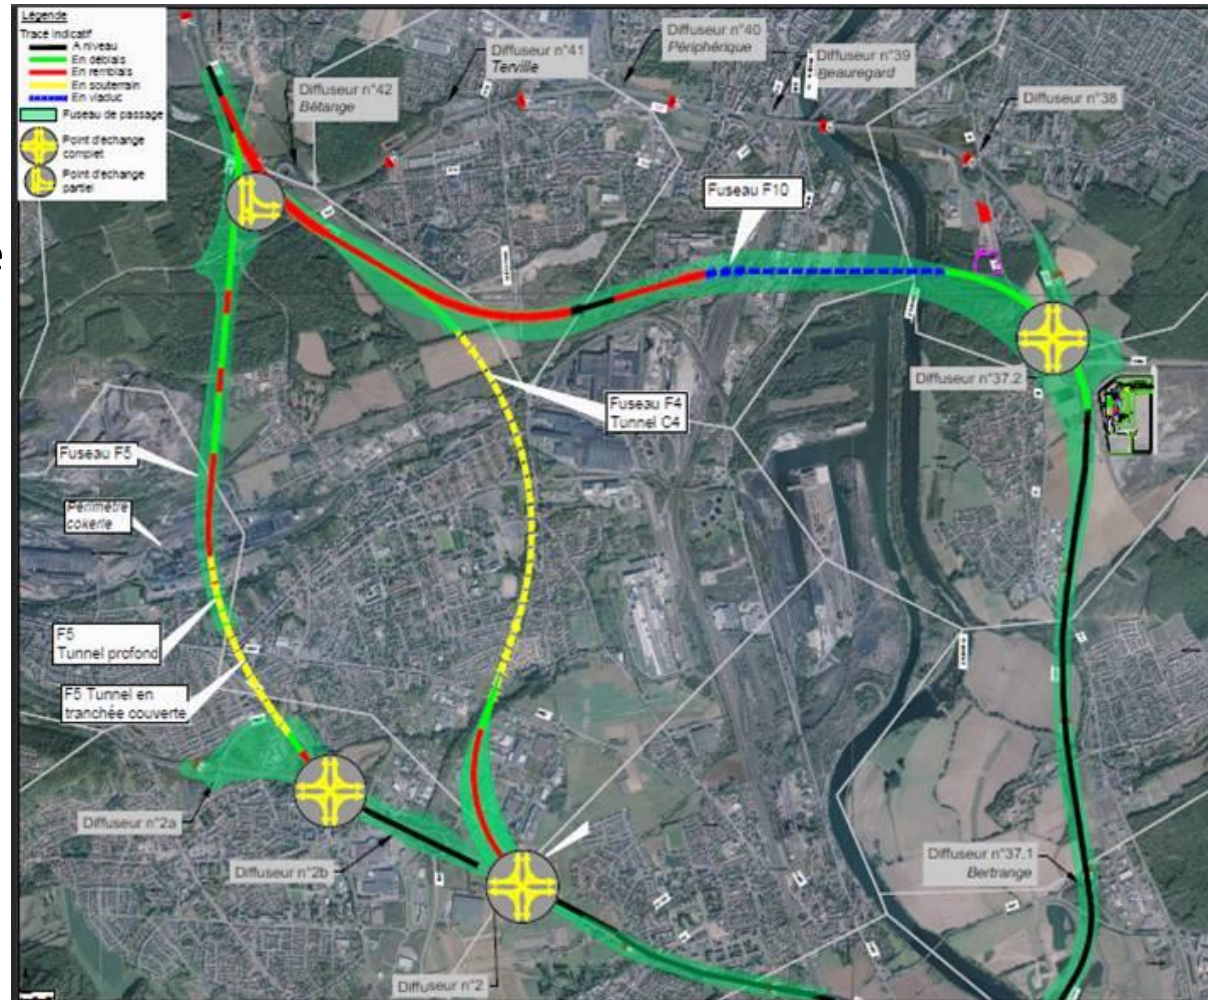 Légende
Tracé Indicatif
A niveau
En déblais
En remblais
En souterrain
En viaduc
Fuseau de passage
Point d'échange
complet
Point d'échange
partiel
Diffuseur n°42
Bétange
Diffuseur n°41
Terville
Diffuseur n°40
Périphérique
Diffuseur n°39
Beauregard
Diffuseur n°38
Fuseau F10
Diffuseur n°37.2
Fuseau F4
Tunnel C4
Fuseau F5
Périmètre
cokerie
F5
Tunnel profond
F5 Tunnel en
tranchée couverte
Diffuseur n°2a
Diffuseur n°2b
Diffuseur n°2
Diffuseur n°37.1
Bertrange